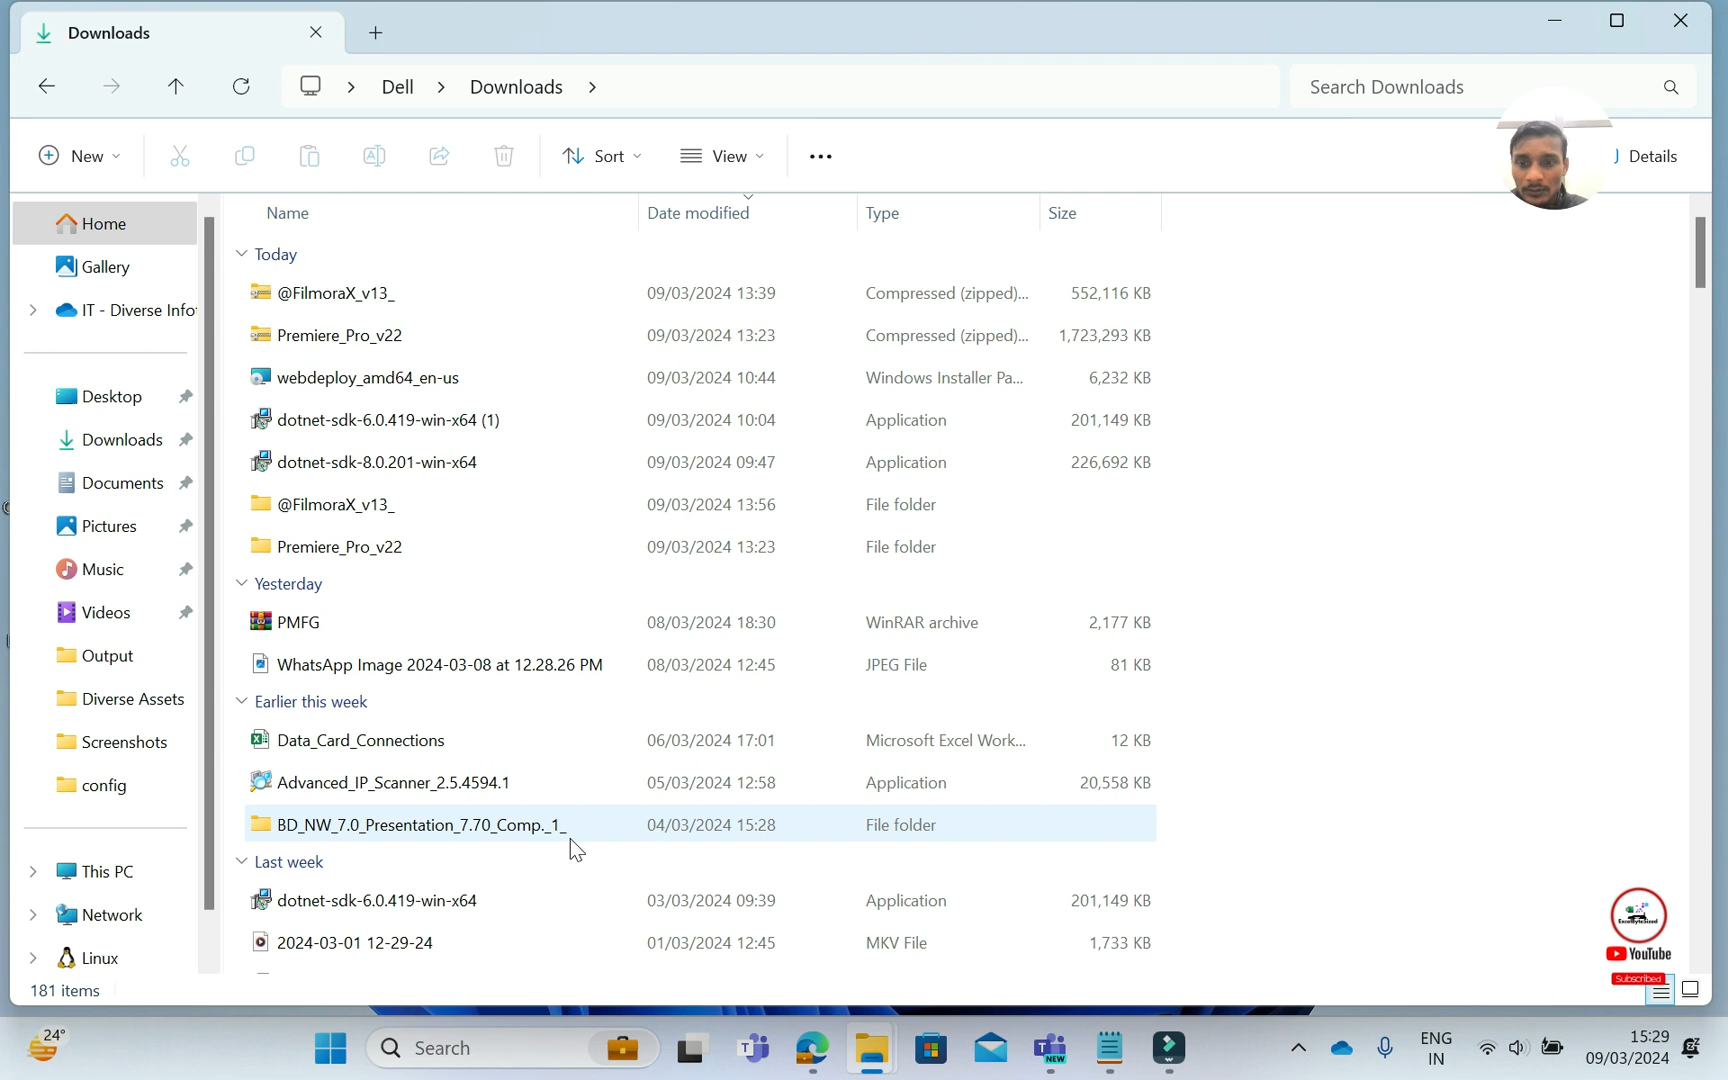 Downloads
Dell
Downloads
Search Downloads
New
Sort
View
Details
Home
Gallery
IT - Diverse Info
Desktop
Downloads
Documents
Pictures
Music
Videos
Output
Diverse Assets
Screenshots
config
This PC
Network
Linux
Name Date modified Type Size
Today
@FilmoraX_v13_ 09/03/2024 13:39 Compressed (zipped)... 552,116 KB
Premiere_Pro_v22 09/03/2024 13:23 Compressed (zipped)... 1,723,293 KB
webdeploy_amd64_en-us 09/03/2024 10:44 Windows Installer Pa... 6,232 KB
dotnet-sdk-6.0.419-win-x64 (1) 09/03/2024 10:04 Application 201,149 KB
dotnet-sdk-8.0.201-win-x64 09/03/2024 09:47 Application 226,692 KB
@FilmoraX_v13_ 09/03/2024 13:56 File folder
Premiere_Pro_v22 09/03/2024 13:23 File folder
Yesterday
PMFG 08/03/2024 18:30 WinRAR archive 2,177 KB
WhatsApp Image 2024-03-08 at 12.28.26 PM 08/03/2024 12:45 JPEG File 81 KB
Earlier this week
Data_Card_Connections 06/03/2024 17:01 Microsoft Excel Work... 12 KB
Advanced_IP_Scanner_2.5.4594.1 05/03/2024 12:58 Application 20,558 KB
BD_NW_7.0_Presentation_7.70_Comp._1_ 04/03/2024 15:28 File folder
Last week
dotnet-sdk-6.0.419-win-x64 03/03/2024 09:39 Application 201,149 KB
2024-03-01 12-29-24 01/03/2024 12:45 MKV File 1,733 KB
ExcelByteSized
YouTube
Subscribed
181 items
24°
Search
NEW
ENG
IN
15:29
09/03/2024